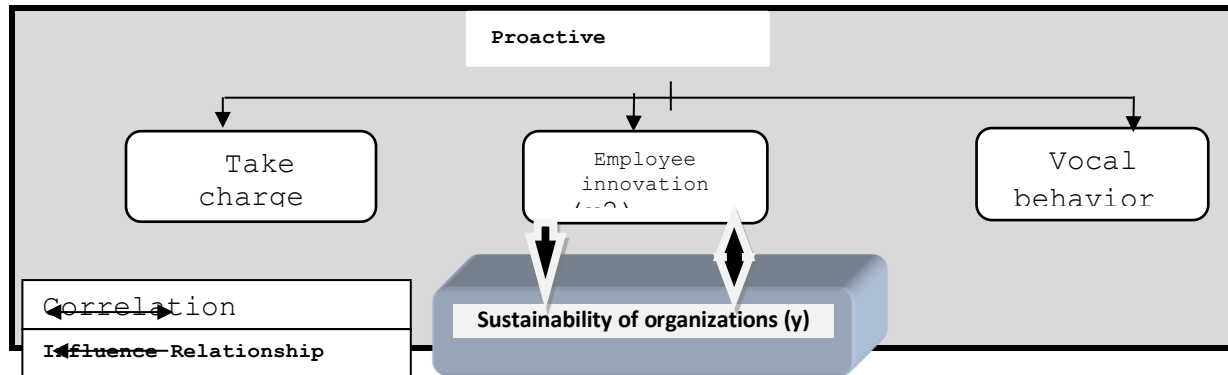 Proactive
Take
charge
Employee
innovation
Vocal
behavior
Correlation
Influence Relationship
Sustainability of organizations (y)